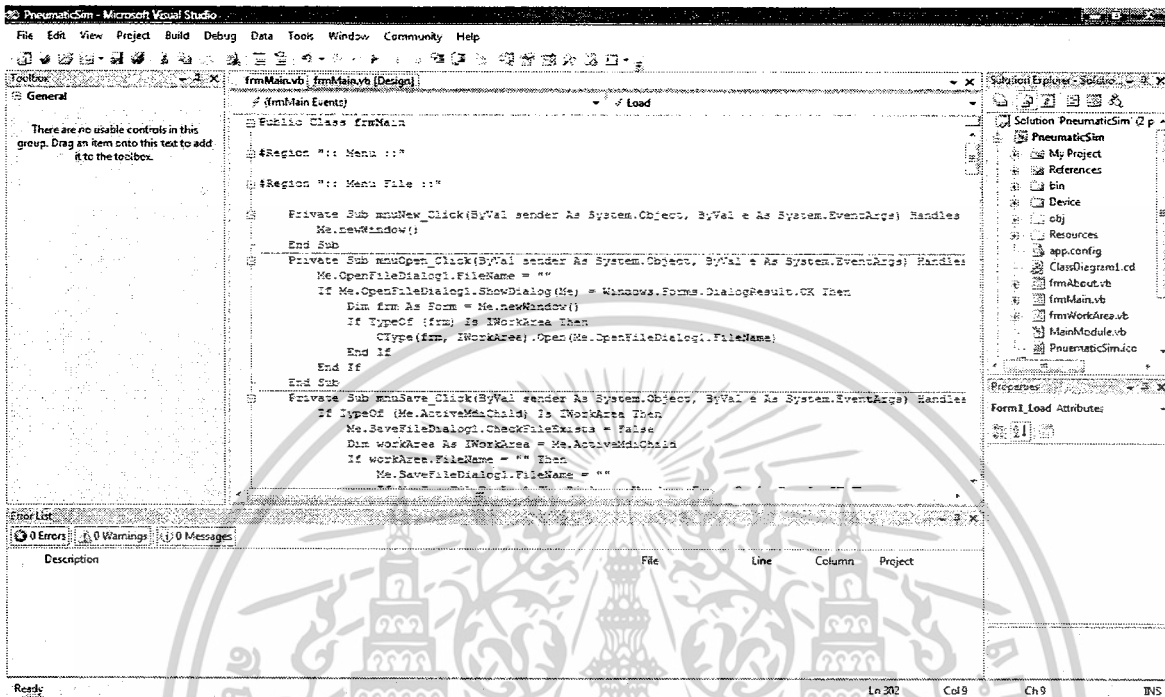 PneumaticSim - Microsoft Visual Studio
File Edit View Project Build Debug Data Tools Window Community Help
Toolbox
General
There are no usable controls in this
group. Drag an item onto this text to add
it to the toolbox.
frmMain.vb frmMain.vb [Design]
(frmMain Events) Load
Public Class frmMain
#Region ":: Menu ::"
#Region ":: Menu File ::"
Private Sub mnuNew_Click(ByVal sender As System.Object, ByVal e As System.EventArgs) Handles
Me.newWindow()
End Sub
Private Sub mnuOpen_Click(ByVal sender As System.Object, ByVal e As System.EventArgs) Handles
Me.OpenFileDialog1.FileName = ""
If Me.OpenFileDialog1.ShowDialog(Me) = Windows.Forms.DialogResult.OK Then
Dim frm As Form = Me.newWindow()
If TypeOf (frm) Is IWorkArea Then
CType(frm, IWorkArea).Open(Me.OpenFileDialog1.FileName)
End If
End If
End Sub
Private Sub mnuSave_Click(ByVal sender As System.Object, ByVal e As System.EventArgs) Handles
If TypeOf (Me.ActiveMdiChild) Is IWorkArea Then
Me.SaveFileDialog1.CheckFileExists = False
Dim workArea As IWorkArea = Me.ActiveMdiChild
If workArea.FileName = "" Then
Me.SaveFileDialog1.FileName = ""
Solution Explorer - Solutio...
Solution 'PneumaticSim' (2 p
PneumaticSim
My Project
References
bin
Device
obj
Resources
app.config
ClassDiagram1.cd
frmAbout.vb
frmMain.vb
frmWorkArea.vb
MainModule.vb
PnuematicSim.ico
Properties
Form1_Load Attributes
Error List
0 Errors 0 Warnings 0 Messages
Description File Line Column Project
Ready Ln 302 Col 9 Ch 9 INS